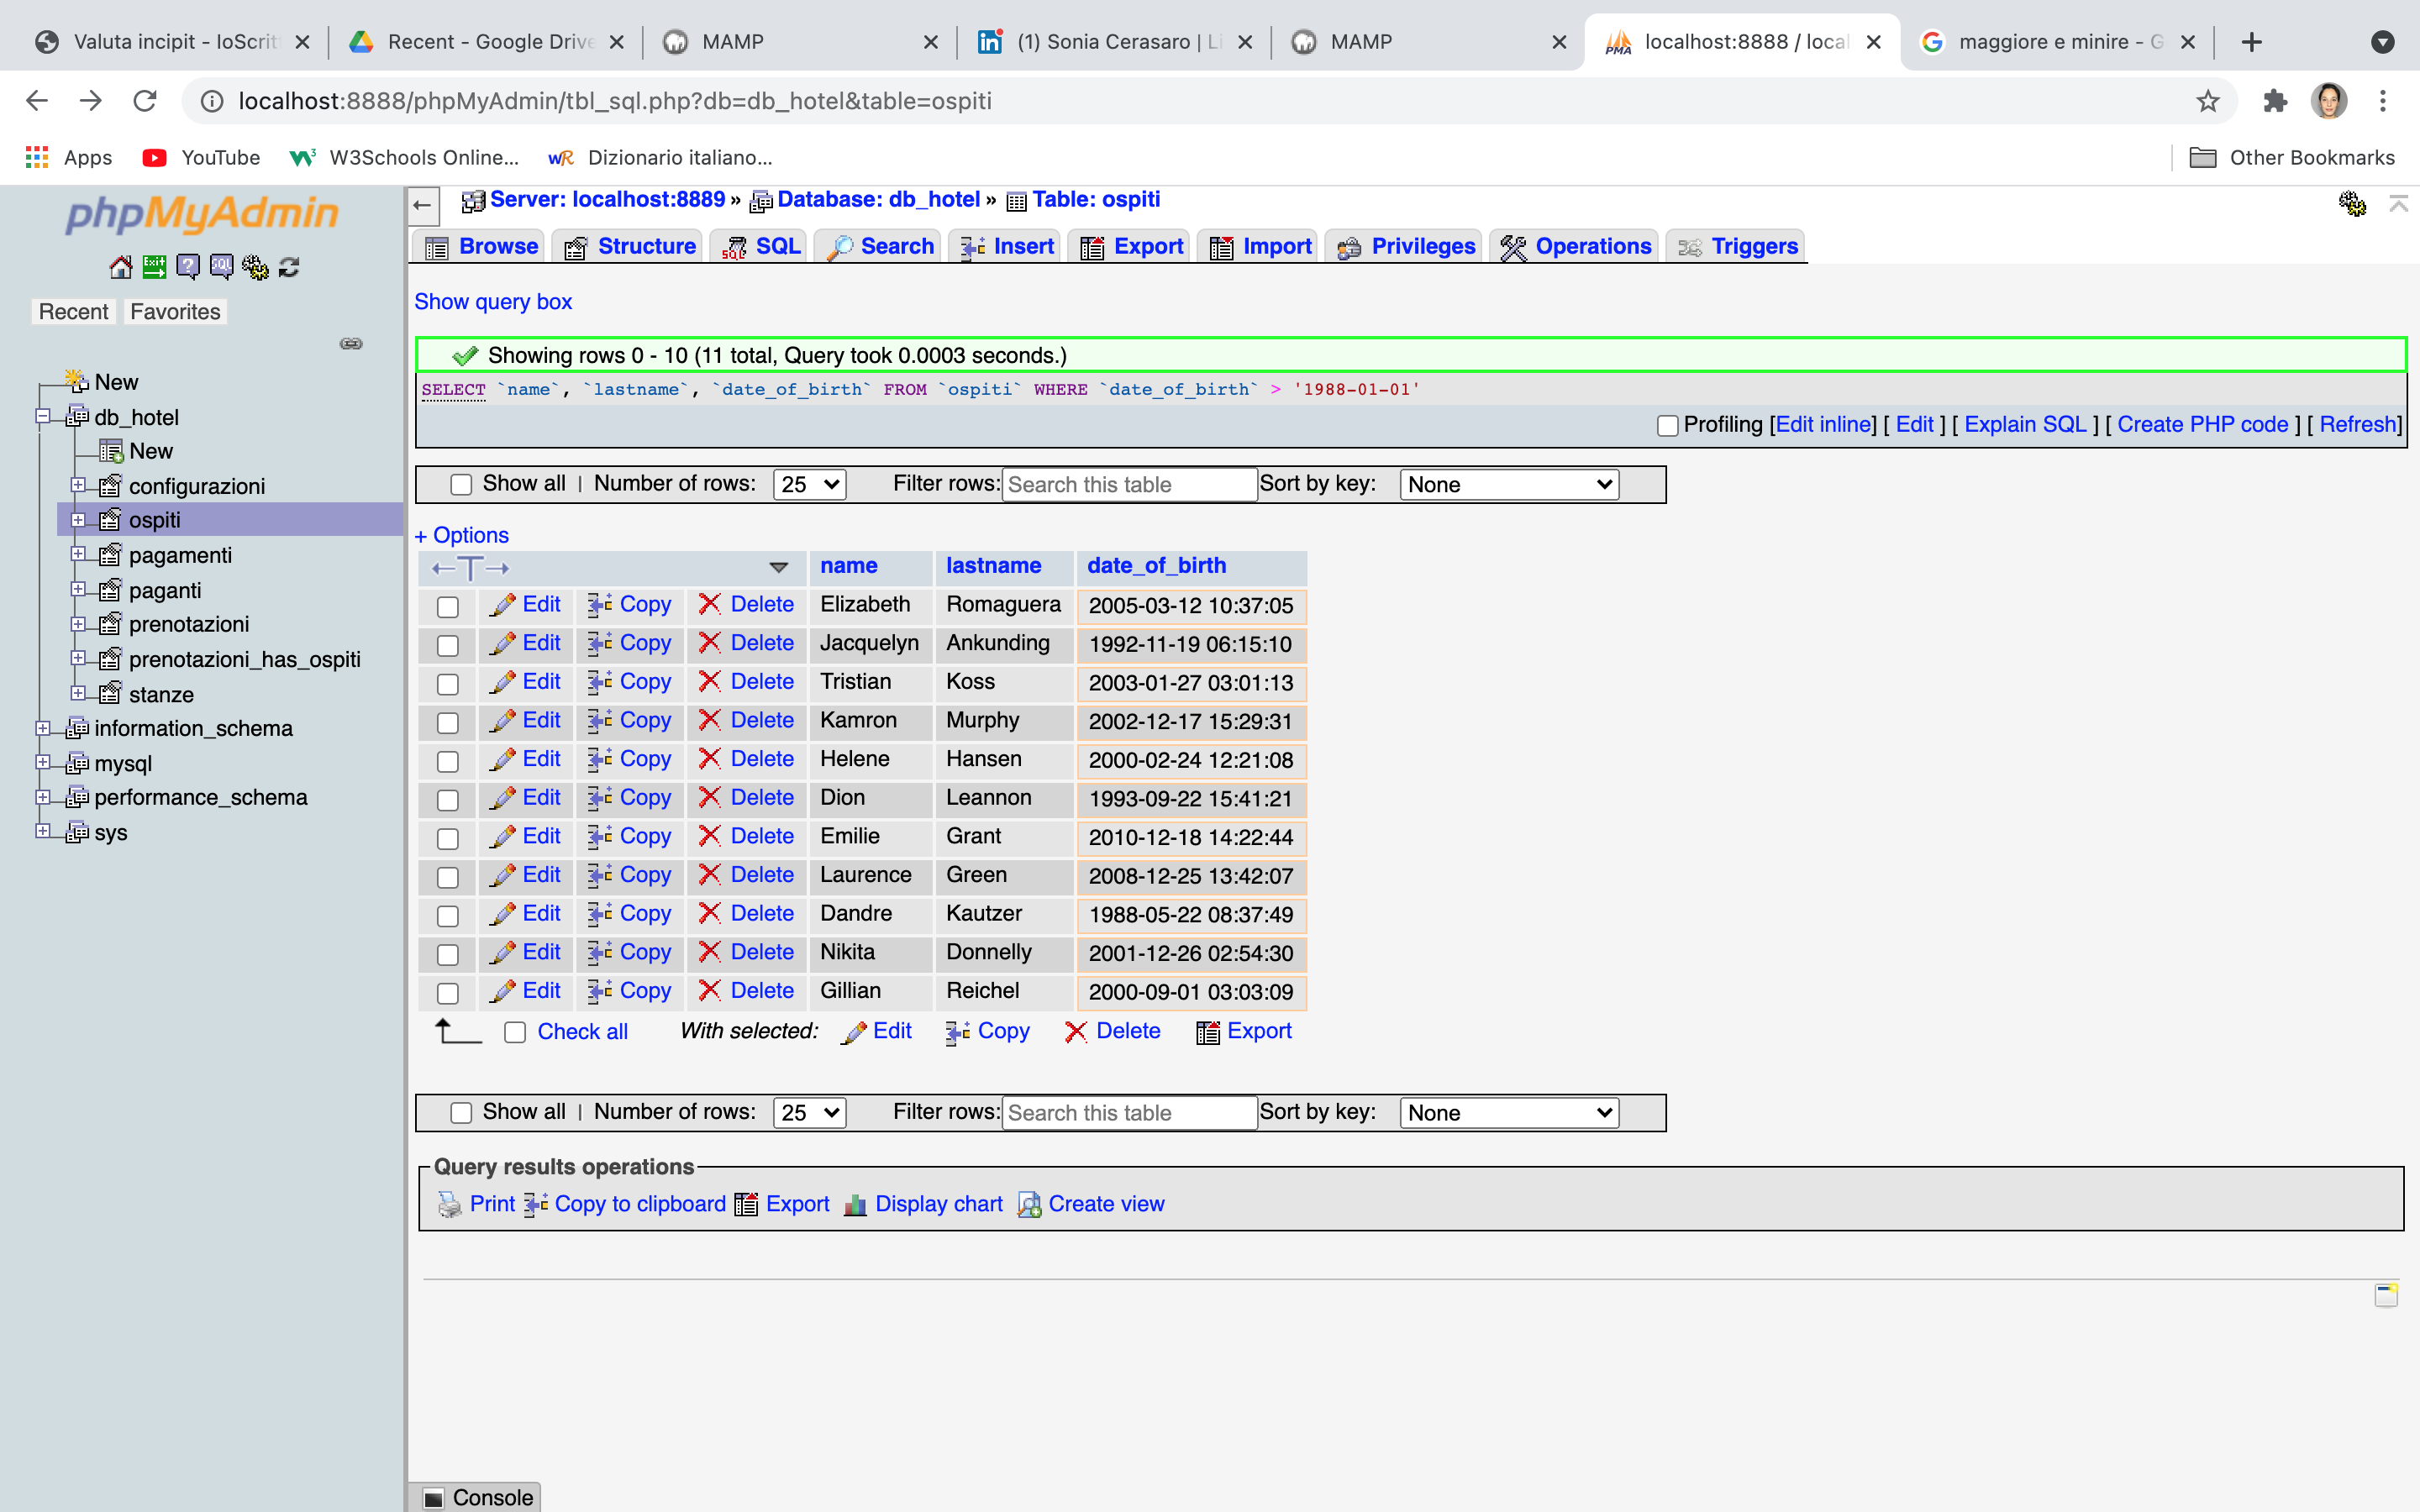 Valuta incipit - IoScrit
Recent - Google Drive
MAMP
(1) Sonia Cerasaro | Li
MAMP
localhost:8888 / local
maggiore e minire - G
localhost:8888/phpMyAdmin/tbl_sql.php?db=db_hotel&table=ospiti
Apps
YouTube
W3Schools Online...
Dizionario italiano...
Other Bookmarks
phpMyAdmin
Recent
Favorites
New
db_hotel
New
configurazioni
ospiti
pagamenti
paganti
prenotazioni
prenotazioni_has_ospiti
stanze
information_schema
mysql
performance_schema
sys
Server: localhost:8889 » Database: db_hotel » Table: ospiti
Browse Structure SQL Search Insert Export Import Privileges Operations Triggers
Show query box
Showing rows 0 - 10 (11 total, Query took 0.0003 seconds.)
SELECT `name`, `lastname`, `date_of_birth` FROM `ospiti` WHERE `date_of_birth` > '1988-01-01'
Profiling [Edit inline] [ Edit ] [ Explain SQL ] [ Create PHP code ] [ Refresh]
Show all | Number of rows: 25 Filter rows: Search this table Sort by key: None
+ Options
name lastname date_of_birth
Edit Copy Delete Elizabeth Romaguera 2005-03-12 10:37:05
Edit Copy Delete Jacquelyn Ankunding 1992-11-19 06:15:10
Edit Copy Delete Tristian Koss 2003-01-27 03:01:13
Edit Copy Delete Kamron Murphy 2002-12-17 15:29:31
Edit Copy Delete Helene Hansen 2000-02-24 12:21:08
Edit Copy Delete Dion Leannon 1993-09-22 15:41:21
Edit Copy Delete Emilie Grant 2010-12-18 14:22:44
Edit Copy Delete Laurence Green 2008-12-25 13:42:07
Edit Copy Delete Dandre Kautzer 1988-05-22 08:37:49
Edit Copy Delete Nikita Donnelly 2001-12-26 02:54:30
Edit Copy Delete Gillian Reichel 2000-09-01 03:03:09
Check all With selected: Edit Copy Delete Export
Show all | Number of rows: 25 Filter rows: Search this table Sort by key: None
Query results operations
Print Copy to clipboard Export Display chart Create view
Console